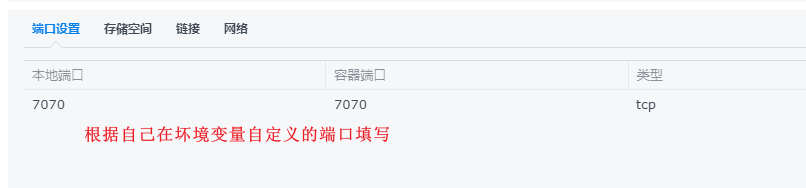 端口设置 存储空间 链接 网络
本地端口 容器端口 类型
7070 7070 tcp
根据自己在坏境变量自定义的端口填写